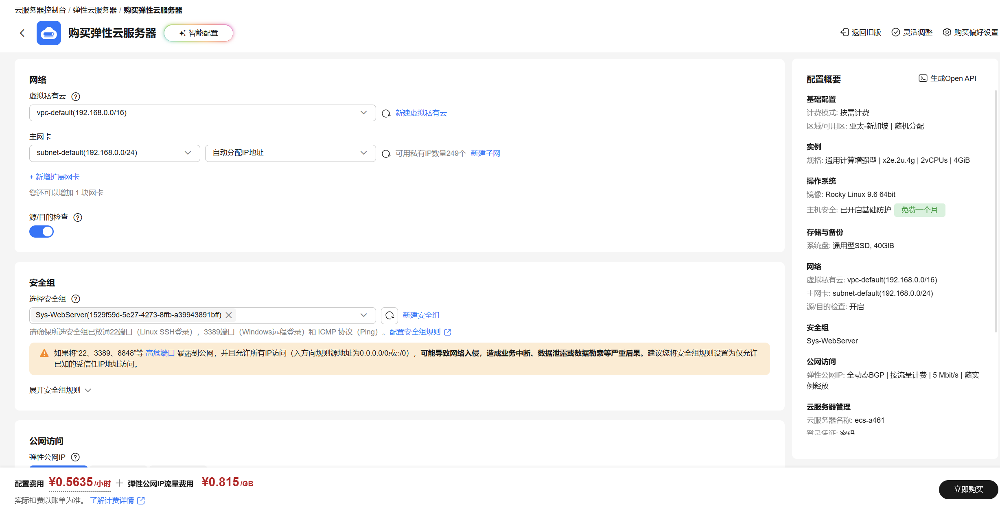 云服务器控制台 / 弹性云服务器 / 购买弹性云服务器
购买弹性云服务器
智能配置
返回旧版
灵活调整
购买偏好设置
网络
虚拟私有云
vpc-default(192.168.0.0/16)
新建虚拟私有云
主网卡
subnet-default(192.168.0.0/24)
自动分配IP地址
可用私有IP数量249个 新建子网
+ 新增扩展网卡
您还可以增加 1 块网卡
源/目的检查
安全组
选择安全组
Sys-WebServer(1529f59d-5e27-4273-8ffb-a39943891bff)
新建安全组
请确保所选安全组已放通22端口（Linux SSH登录），3389端口（Windows远程登录）和 ICMP 协议（Ping）。配置安全组规则
如果将“22、3389、8848”等 高危端口 暴露到公网，并且允许所有IP访问（入方向规则源地址为0.0.0.0/0或::/0），可能导致网络入侵，造成业务中断、数据泄露或数据勒索等严重后果。建议您将安全组规则设置为仅允许
已知的受信任IP地址访问。
展开安全组规则
公网访问
弹性公网IP
配置概要
生成Open API
基础配置
计费模式: 按需计费
区域/可用区: 亚太-新加坡 | 随机分配
实例
规格: 通用计算增强型 | x2e.2u.4g | 2vCPUs | 4GiB
操作系统
镜像: Rocky Linux 9.6 64bit
主机安全: 已开启基础防护 免费一个月
存储与备份
系统盘: 通用型SSD, 40GiB
网络
虚拟私有云: vpc-default(192.168.0.0/16)
主网卡: subnet-default(192.168.0.0/24)
源/目的检查: 开启
安全组
Sys-WebServer
公网访问
弹性公网IP: 全动态BGP | 按流量计费 | 5 Mbit/s | 随实
例释放
云服务器管理
云服务器名称: ecs-a461
登录凭证: 密码
配置费用 ¥0.5635/小时 + 弹性公网IP流量费用 ¥0.815/GB
实际扣费以账单为准。 了解计费详情
立即购买